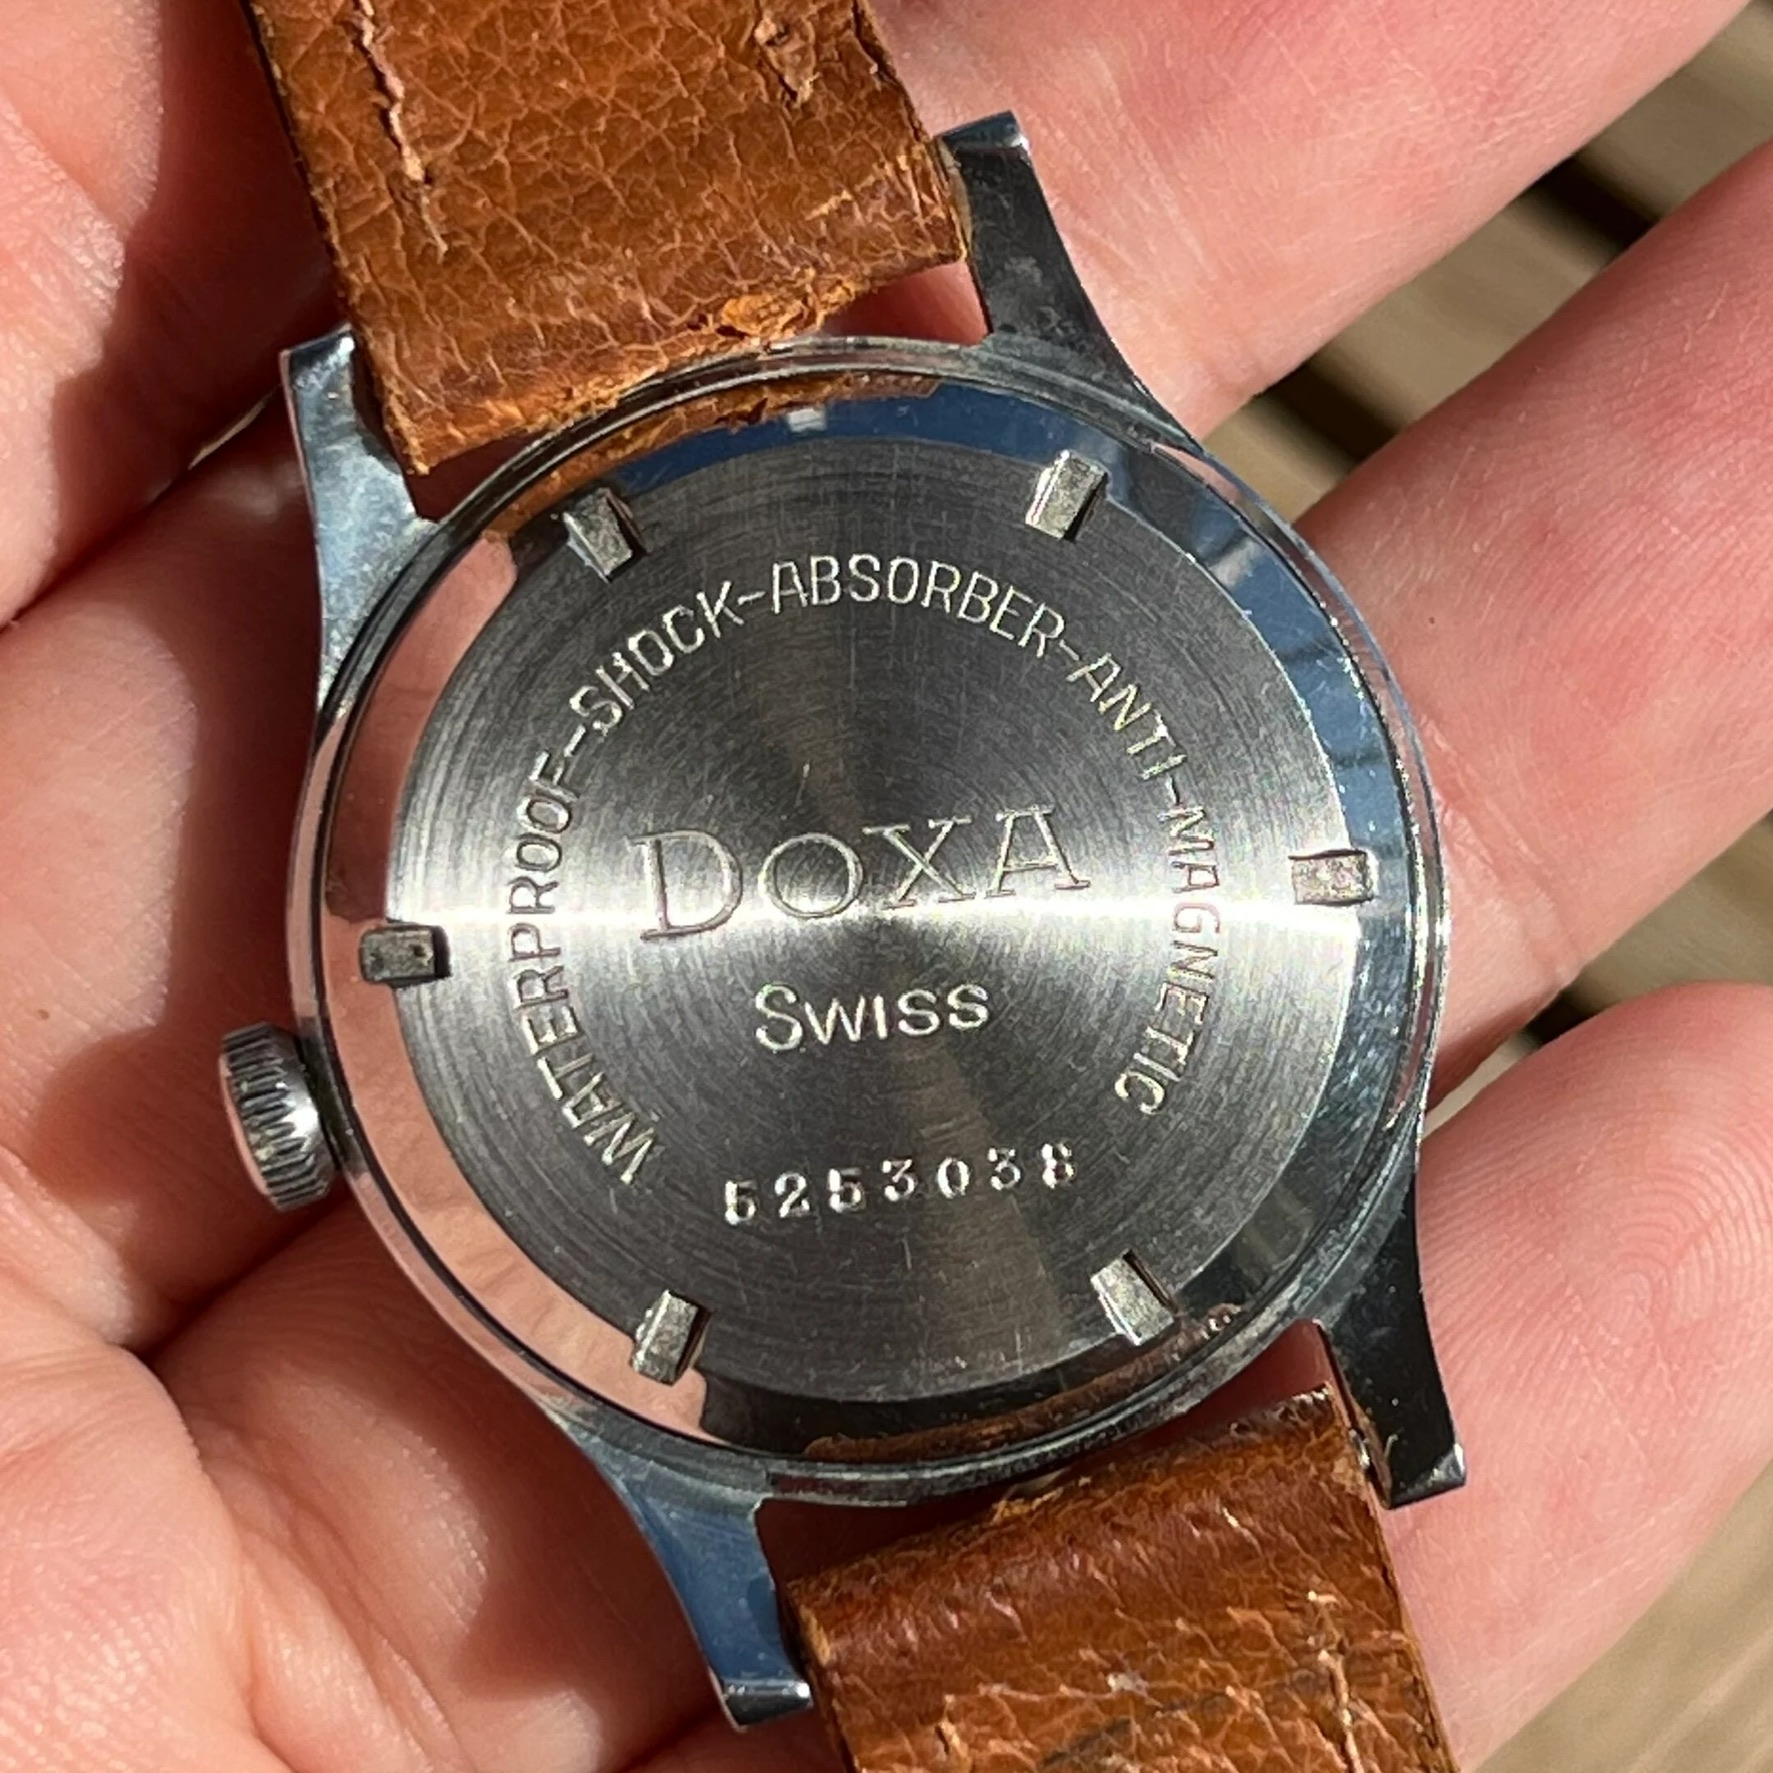 WATERPROOF-SHOCK-ABSORBER-ANTI-MAGNETIC
DOXA
SWISS
5253038